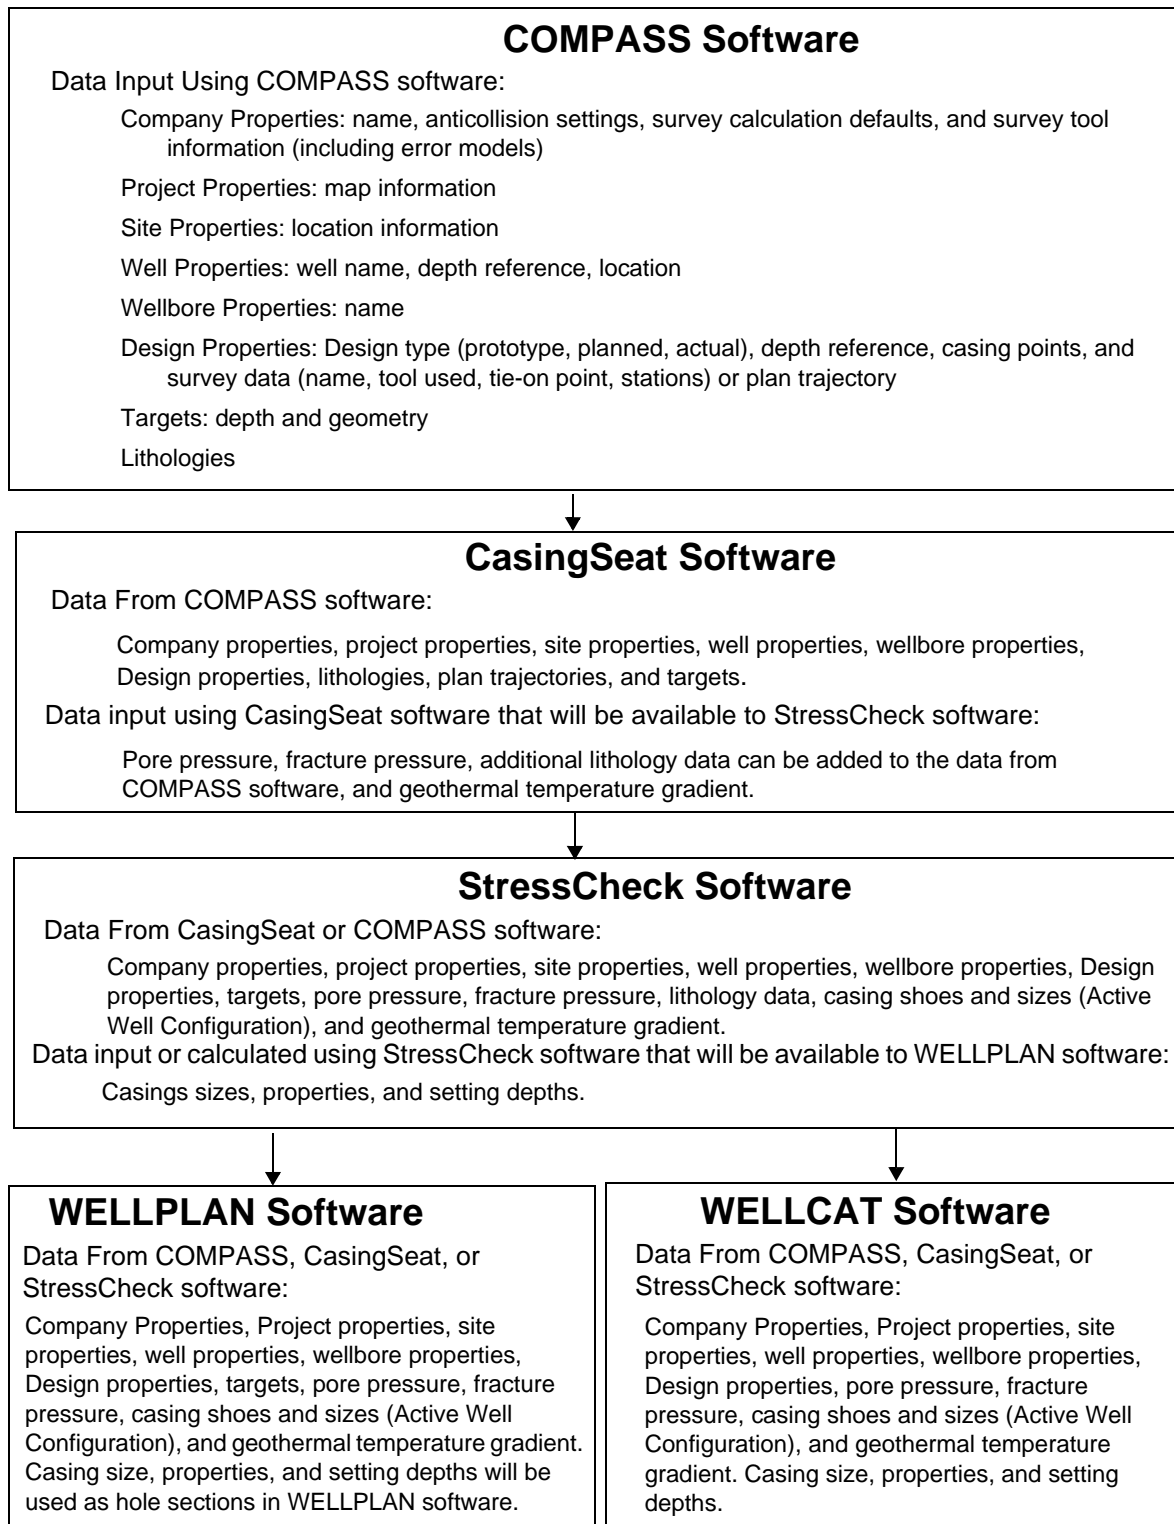 COMPASS Software
Data Input Using COMPASS software:
Company Properties: name, anticollision settings, survey calculation defaults, and survey tool
information (including error models)
Project Properties: map information
Site Properties: location information
Well Properties: well name, depth reference, location
Wellbore Properties: name
Design Properties: Design type (prototype, planned, actual), depth reference, casing points, and
survey data (name, tool used, tie-on point, stations) or plan trajectory
Targets: depth and geometry
Lithologies
CasingSeat Software
Data From COMPASS software:
Company properties, project properties, site properties, well properties, wellbore properties,
Design properties, lithologies, plan trajectories, and targets.
Data input using CasingSeat software that will be available to StressCheck software:
Pore pressure, fracture pressure, additional lithology data can be added to the data from
COMPASS software, and geothermal temperature gradient.
StressCheck Software
Data From CasingSeat or COMPASS software:
Company properties, project properties, site properties, well properties, wellbore properties, Design
properties, targets, pore pressure, fracture pressure, lithology data, casing shoes and sizes (Active
Well Configuration), and geothermal temperature gradient.
Data input or calculated using StressCheck software that will be available to WELLPLAN software:
Casings sizes, properties, and setting depths.
WELLPLAN Software
Data From COMPASS, CasingSeat, or
StressCheck software:
Company Properties, Project properties, site
properties, well properties, wellbore properties,
Design properties, targets, pore pressure, fracture
pressure, casing shoes and sizes (Active Well
Configuration), and geothermal temperature gradient.
Casing size, properties, and setting depths will be
used as hole sections in WELLPLAN software.
WELLCAT Software
Data From COMPASS, CasingSeat, or
StressCheck software:
Company Properties, Project properties, site
properties, well properties, wellbore properties,
Design properties, pore pressure, fracture
pressure, casing shoes and sizes (Active Well
Configuration), and geothermal temperature
gradient. Casing size, properties, and setting
depths.